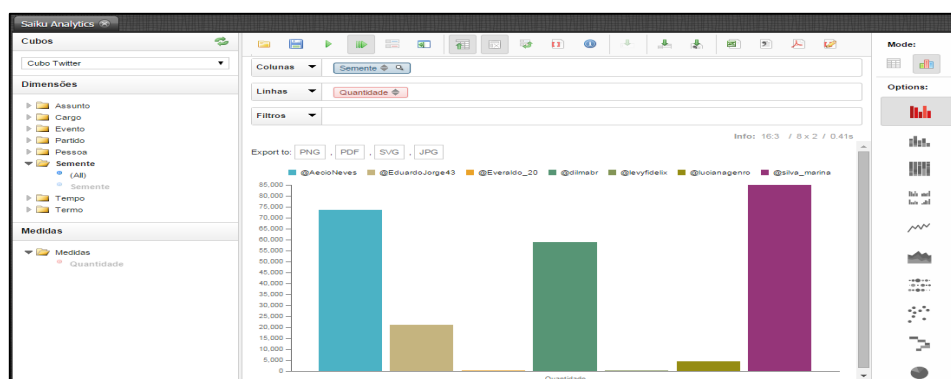 Saiku Analytics
Cubos
Cubo Twitter
Dimensões
Assunto
Cargo
Evento
Partido
Pessoa
Semente
(All)
Semente
Tempo
Termo
Medidas
Medidas
Quantidade
Colunas Semente
Linhas Quantidade
Filtros
Info: 16:3 / 8 x 2 / 0.41s
Export to: PNG , PDF , SVG , JPG
@AecioNeves @EduardoJorge43 @Everaldo_20 @dilmabr @levyfidelix @lucianagenro @silva_marina
85,000
80,000
75,000
70,000
65,000
60,000
55,000
50,000
45,000
40,000
35,000
30,000
25,000
20,000
15,000
10,000
5,000
0
Quantidade
Mode:
Options: